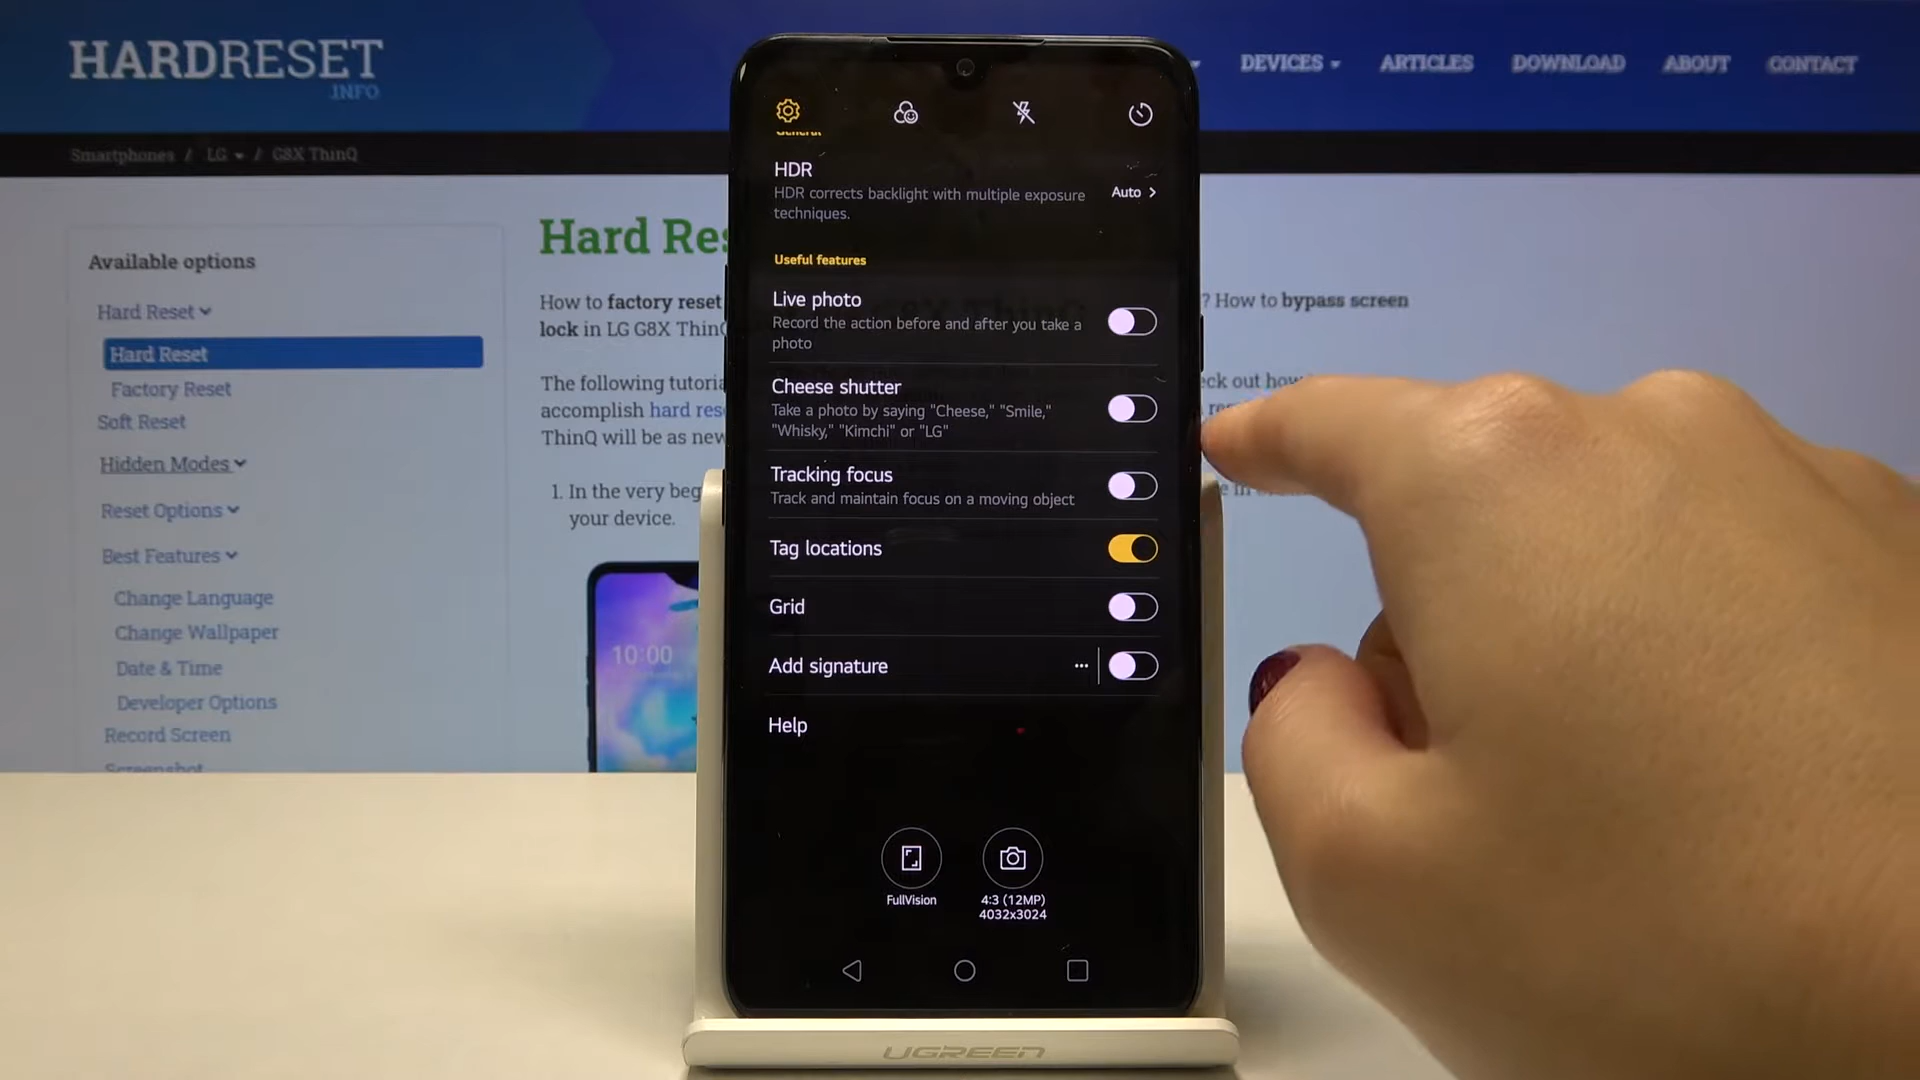 HARDRESET
.INFO
DEVICES
ARTICLES
DOWNLOAD
ABOUT
CONTACT
Smartphones / LG / G8X ThinQ
Available options
Hard Reset
Hard Reset
Factory Reset
Soft Reset
Hidden Modes
Reset Options
Best Features
Change Language
Change Wallpaper
Date & Time
Developer Options
Record Screen
Screenshot
Hard Res
How to factory reset
? How to bypass screen
lock in LG G8X ThinQ
The following tutoria
eck out how
accomplish hard res
ThinQ will be as new
1. In the very beg
your device.
10:00
General
HDR
HDR corrects backlight with multiple exposure
techniques.
Auto >
Useful features
Live photo
Record the action before and after you take a
photo
Cheese shutter
Take a photo by saying "Cheese," "Smile,"
"Whisky," "Kimchi" or "LG"
Tracking focus
Track and maintain focus on a moving object
Tag locations
Grid
Add signature
...
Help
FullVision
4:3 (12MP)
4032x3024
UGREEN